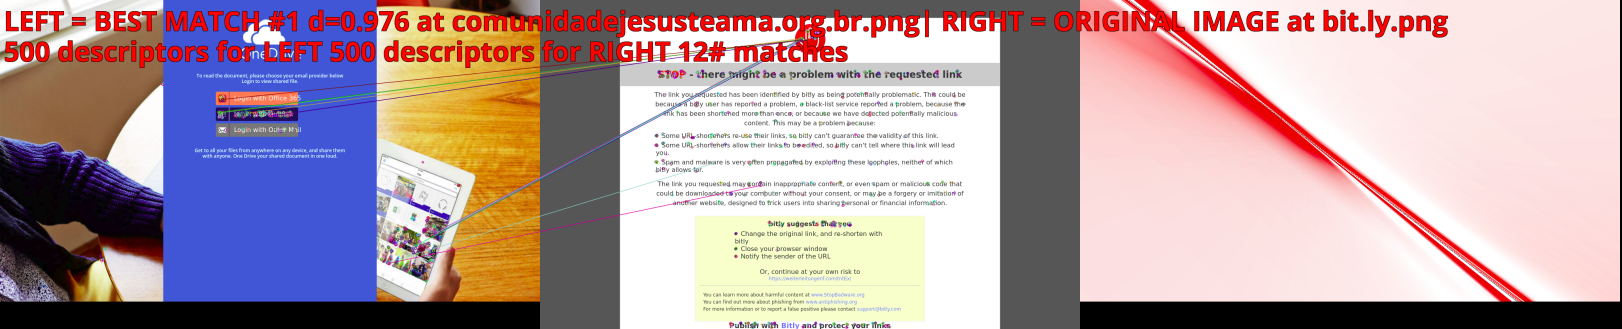 LEFT = BEST MATCH #1 d=0.976 at comunidadejesusteama.org.br.png| RIGHT = ORIGINAL IMAGE at bit.ly.png
500 descriptors for LEFT 500 descriptors for RIGHT 12# matches
To read the document, please choose your email provider below
Login to view shared file.
Login with Office 365
Login with Other Mail
Get to all your files from anywhere on any device, and share them
with anyone. One Drive your shared document in one loud.
STOP - there might be a problem with the requested link
The link you requested has been identified by bitly as being potentially problematic. This could be
because a bitly user has reported a problem, a black-list service reported a problem, because the
link has been shortened more than once, or because we have detected potentially malicious
content. This may be a problem because:
Some URL-shorteners re-use their links, so bitly can't guarantee the validity of this link.
Some URL-shorteners allow their links to be edited, so bitly can't tell where this link will lead
you.
Spam and malware is very often propagated by exploiting these loopholes, neither of which
bitly allows for.
The link you requested may contain inappropriate content, or even spam or malicious code that
could be downloaded to your computer without your consent, or may be a forgery or imitation of
another website, designed to trick users into sharing personal or financial information.
bitly suggests that you
Change the original link, and re-shorten with
bitly
Close your browser window
Notify the sender of the URL
Or, continue at your own risk to
You can learn more about harmful content at www.StopBadware.org
You can find out more about phishing from www.antiphishing.org
For more information or to report a false positive please contact support@bitly.com
Publish with Bitly and protect your links